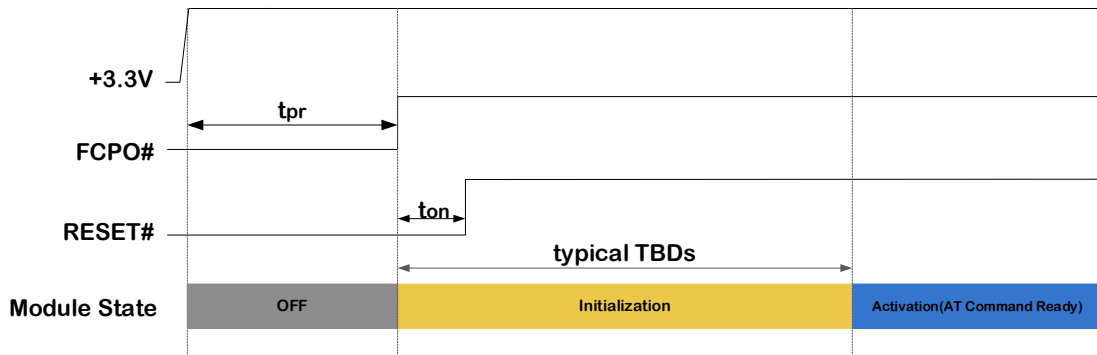 +3.3V
tpr
FCPO#
ton
RESET#
typical TBDs
Module State
OFF
Initialization
Activation(AT Command Ready)